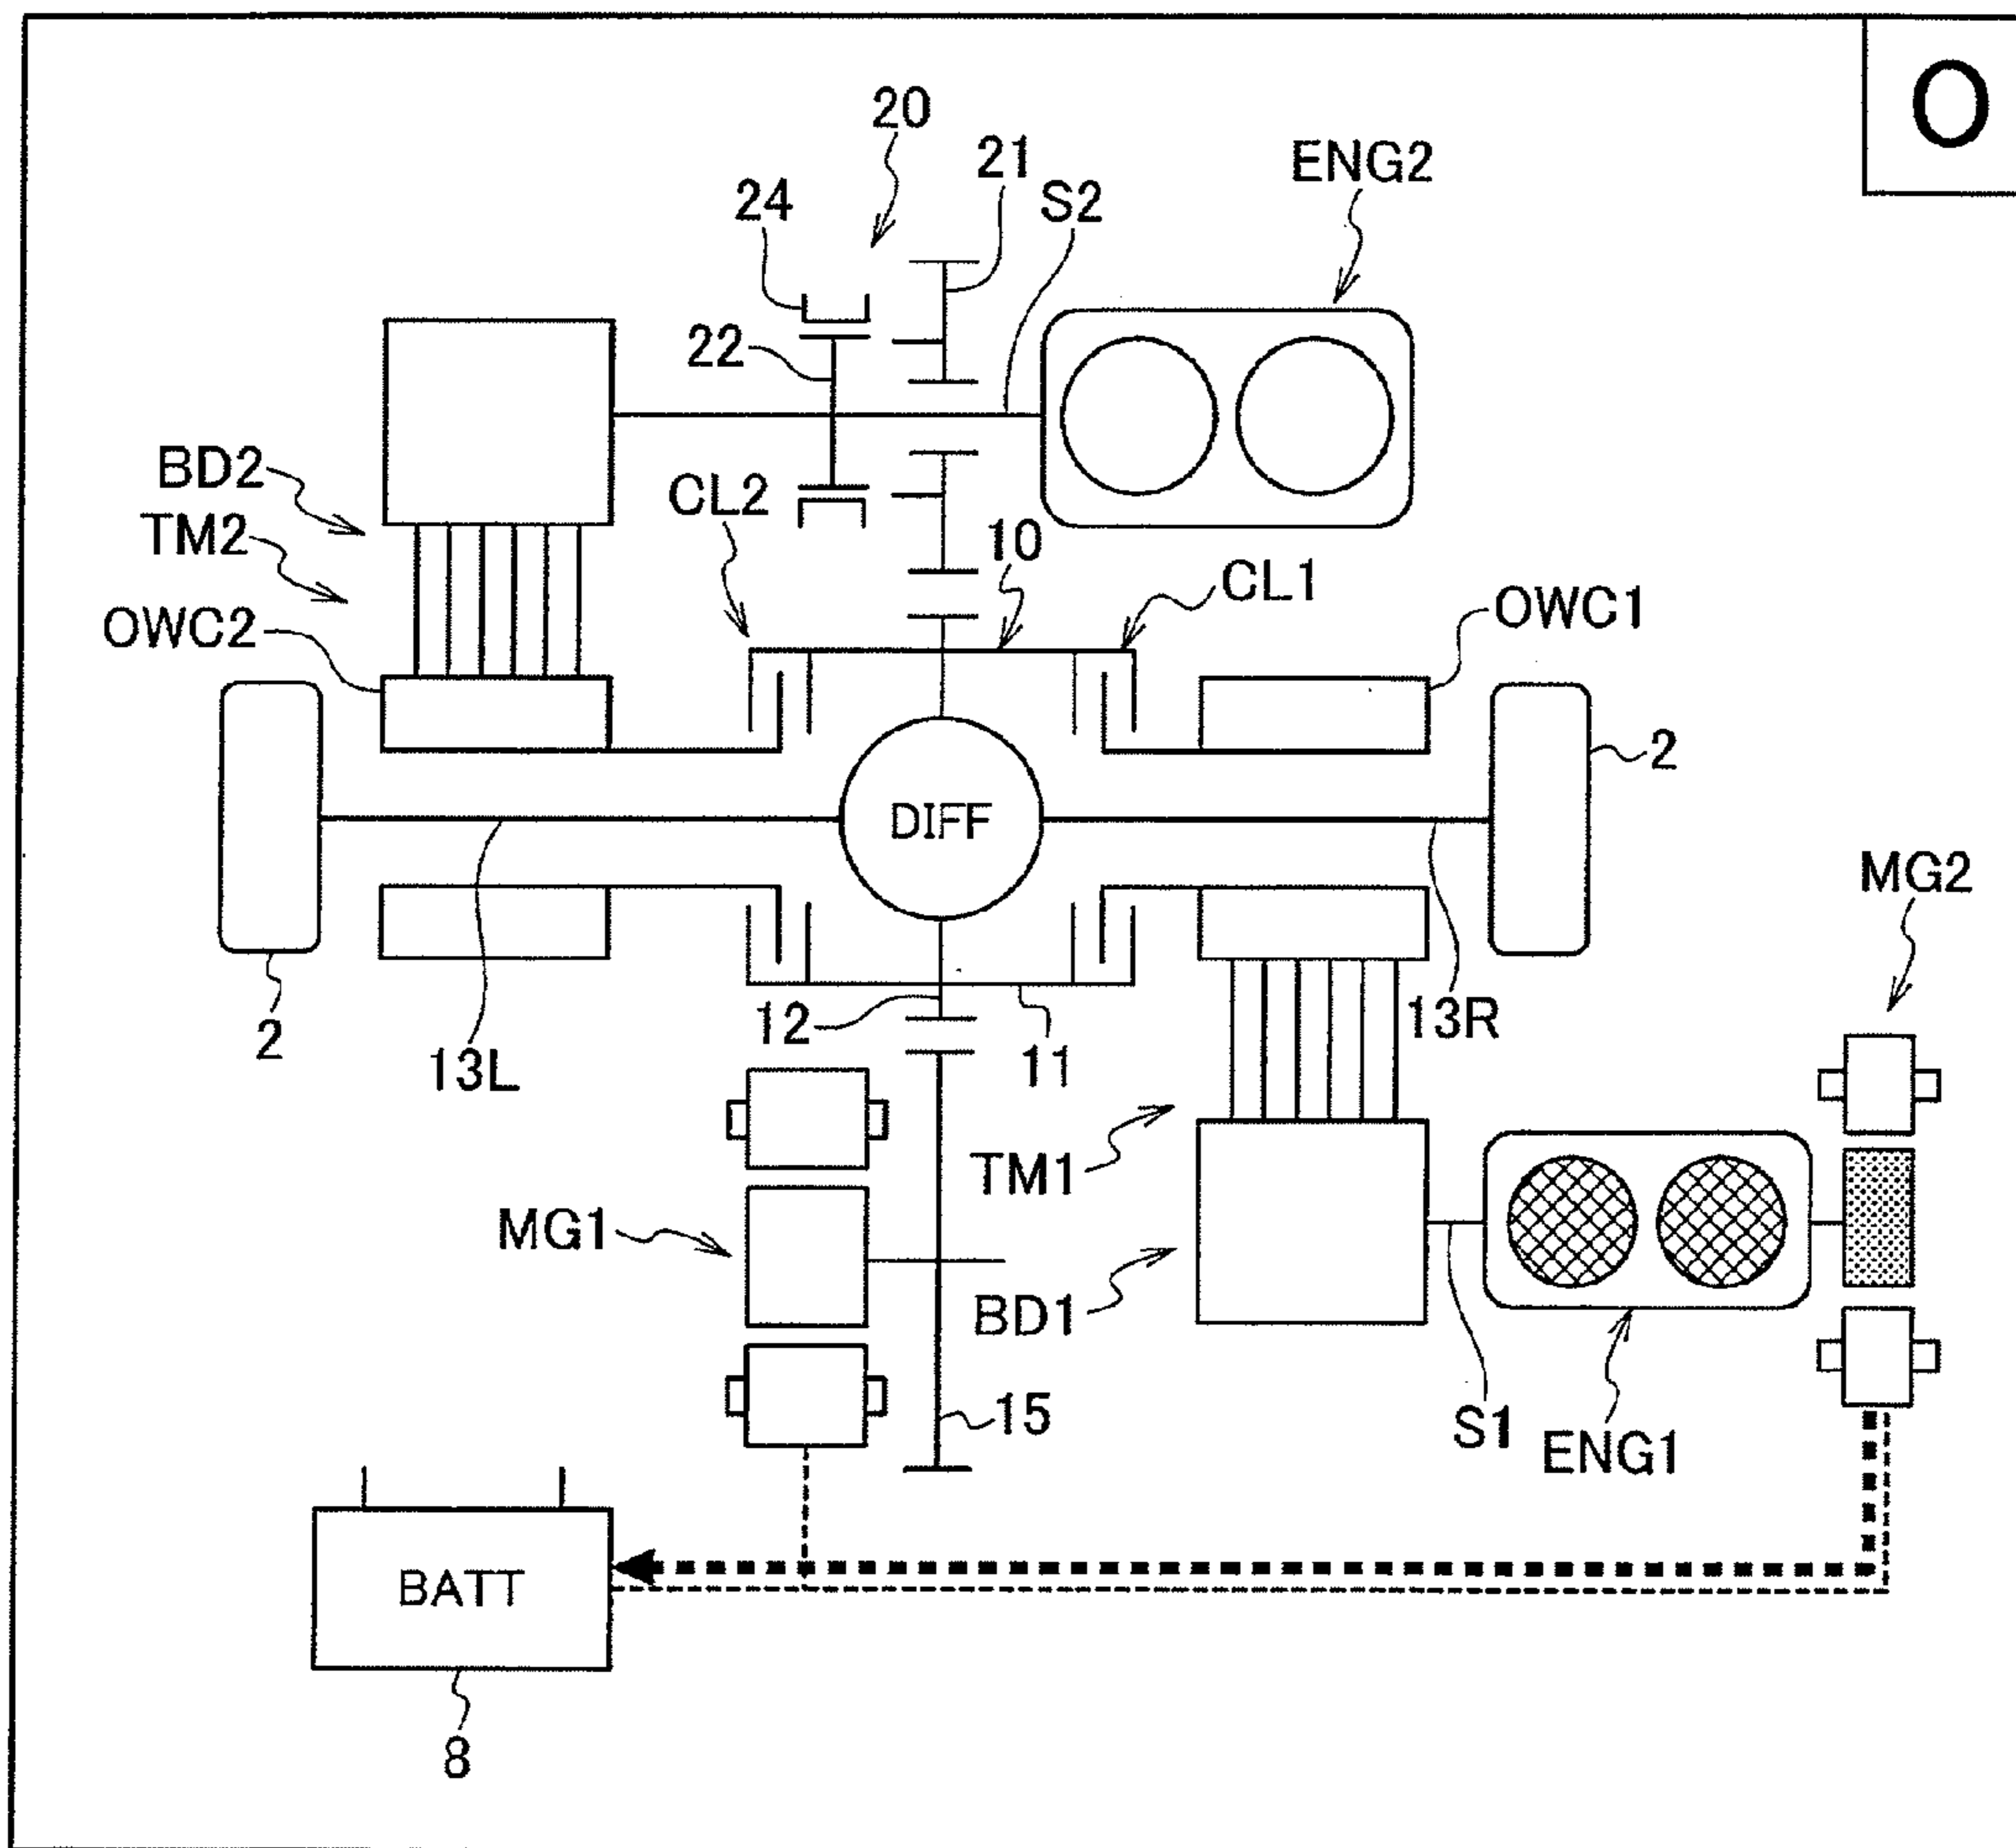 O
20
21
ENG2
24
S2
22
BD2
CL2
TM2
10
CL1
OWC2
OWC1
2
DIFF
MG2
12
13R
2
13L
11
TM1
MG1
BD1
15
S1
ENG1
BATT
8